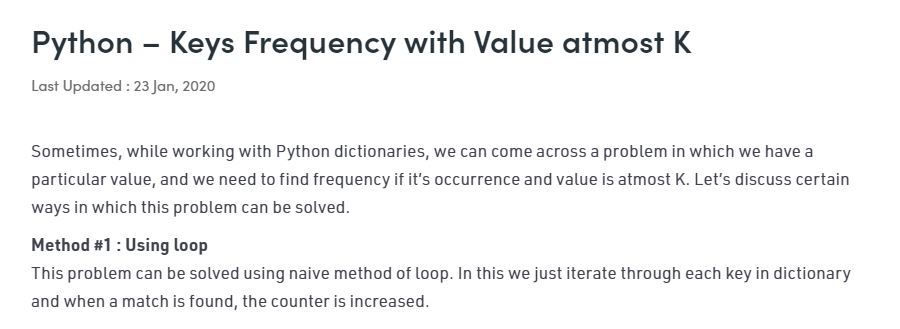 Python – Keys Frequency with Value atmost K
Last Updated : 23 Jan, 2020
Sometimes, while working with Python dictionaries, we can come across a problem in which we have a
particular value, and we need to find frequency if it's occurrence and value is atmost K. Let's discuss certain
ways in which this problem can be solved.
Method #1 : Using loop
This problem can be solved using naive method of loop. In this we just iterate through each key in dictionary
and when a match is found, the counter is increased.